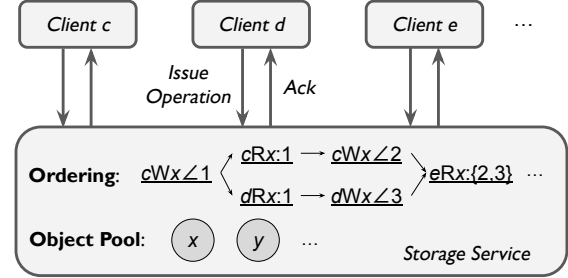 Client c
Client d
Client e
...
Issue
Operation
Ack
Ordering:
cWx∠1
cRx:1
cWx∠2
dRx:1
dWx∠3
eRx:{2,3}
...
Object Pool:
x
y
...
Storage Service